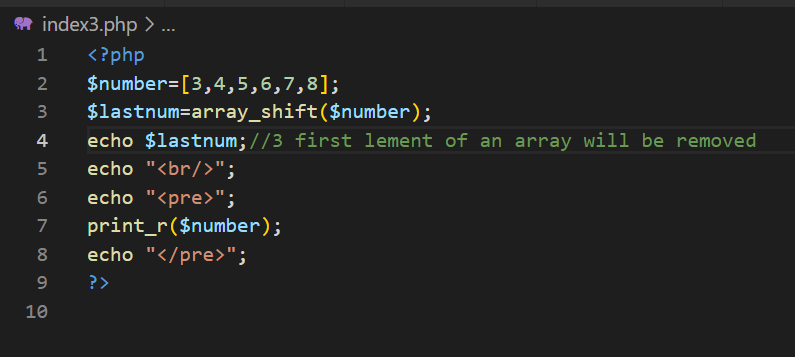 index3.php > ...
1 <?php
2 $number=[3,4,5,6,7,8];
3 $lastnum=array_shift($number);
4 echo $lastnum;//3 first lement of an array will be removed
5 echo "<br/>";
6 echo "<pre>";
7 print_r($number);
8 echo "</pre>";
9 ?>
10